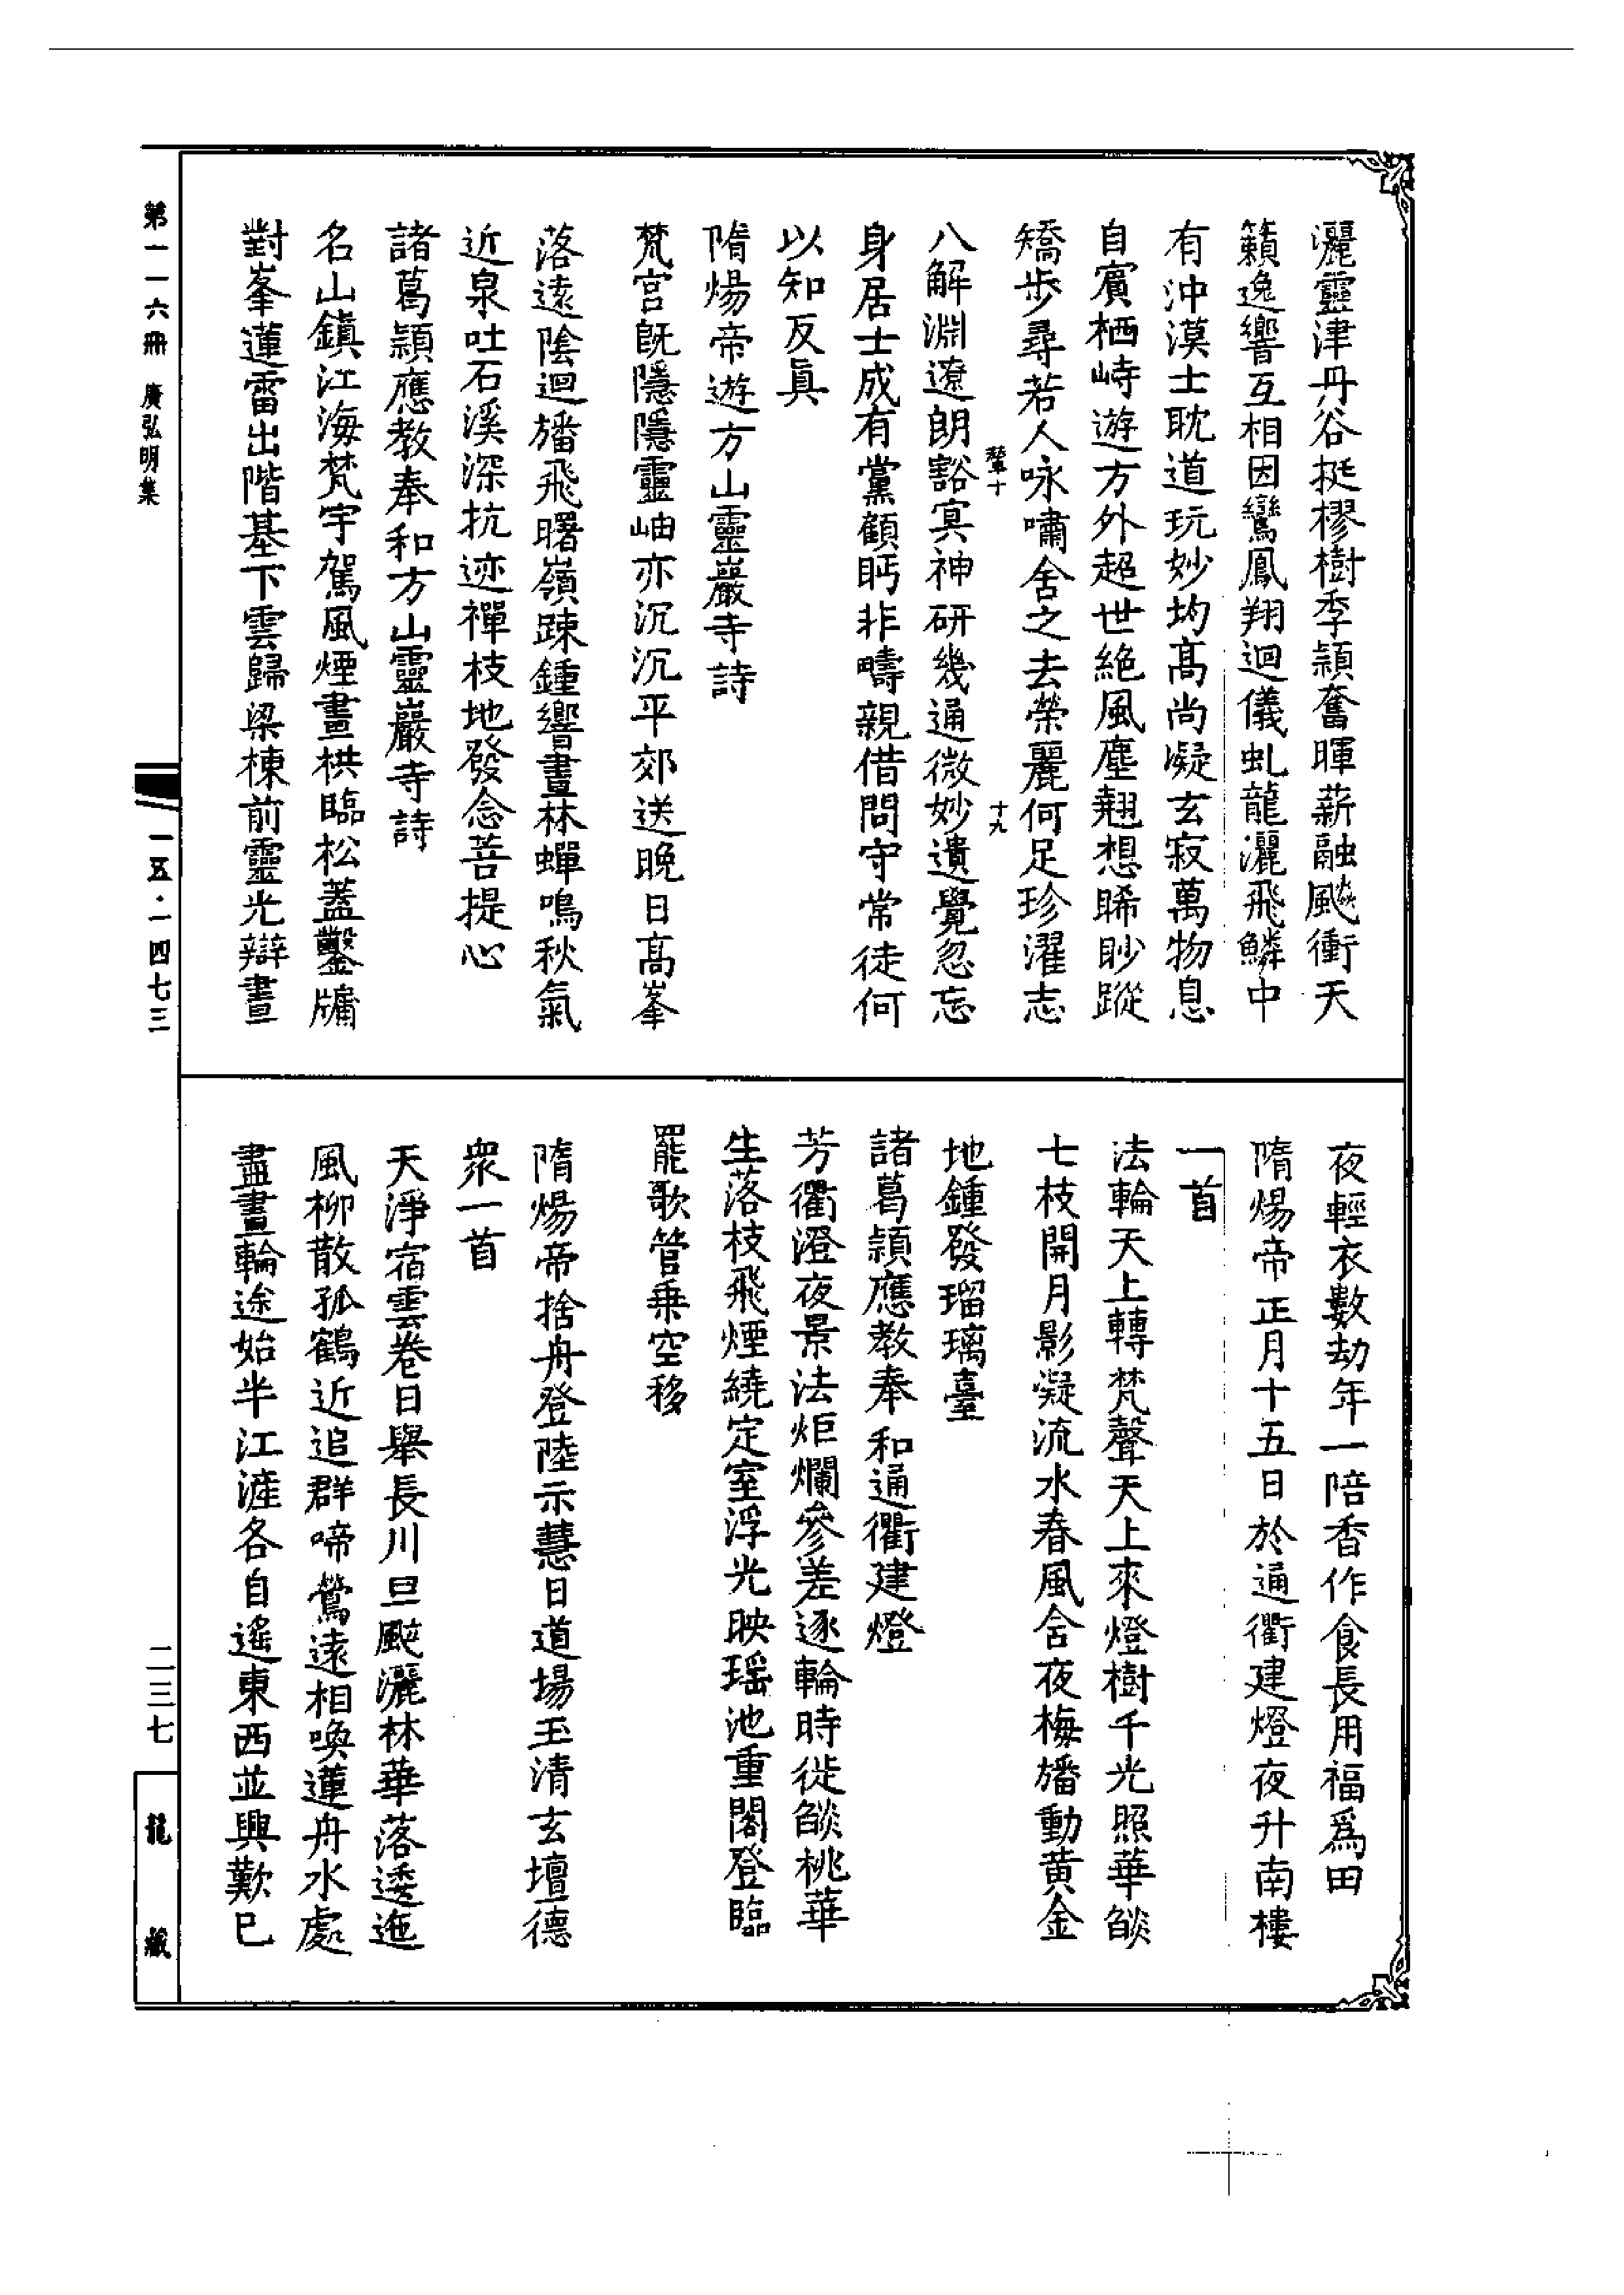 灑靈津丹谷挺樛樹季穎奮暉薪融飈衝天
籟逸響互相因鸞鳳翔迴儀虬龍灑飛鱗中
有沖漠士耽道玩妙均高尚凝玄寂萬物息
自賓栖峙遊方外超世絕風塵翹想晞眇蹤
矯步尋若人咏嘯舍之去榮麗何足珍濯志
輦十
十九
八解淵遼朗豁冥神研幾通微妙遺覺忽忘
身居士成有黨顧眄非疇親借問守常徒何
以知反真
隋煬帝遊方山靈巖寺詩
梵宮既隱隱靈岫亦沉沉平郊送晚日高峯
落遠陰迴旛飛曙嶺疎鍾響晝林蟬鳴秋氣
近泉吐石溪深抗迹禪枝地發念菩提心
諸葛穎應教奉和方山靈巖寺詩
名山鎮江海梵宇駕風煙畫栱臨松蓋鑿牖
對峯蓮雷出階基下雲歸梁棟前靈光辯晝
夜輕衣數劫年一陪香作食長用福為田
隋煬帝正月十五日於通衢建燈夜升南樓
一首
法輪天上轉梵聲天上來燈樹千光照華燄
七枝開月影凝流水春風含夜梅旛動黃金
地鍾發瑠璃臺
諸葛穎應教奉和通衢建燈
芳衢澄夜景法炬爛參差逐輪時徙燄桃華
生落枝飛煙繞定室浮光映瑤池重閣登臨
罷歌管乘空移
隋煬帝捨舟登陸示慧日道場玉清玄壇德
眾一首
天淨宿雲卷日舉長川旦颭灑林華落透迤
風柳散孤鶴近追群啼鶯遠相喚蓮舟水處
盡畫輪途始半江漄各自遙東西並興歎已
第一一六冊 廣弘明集
一五·一四七三
二三七
龍藏